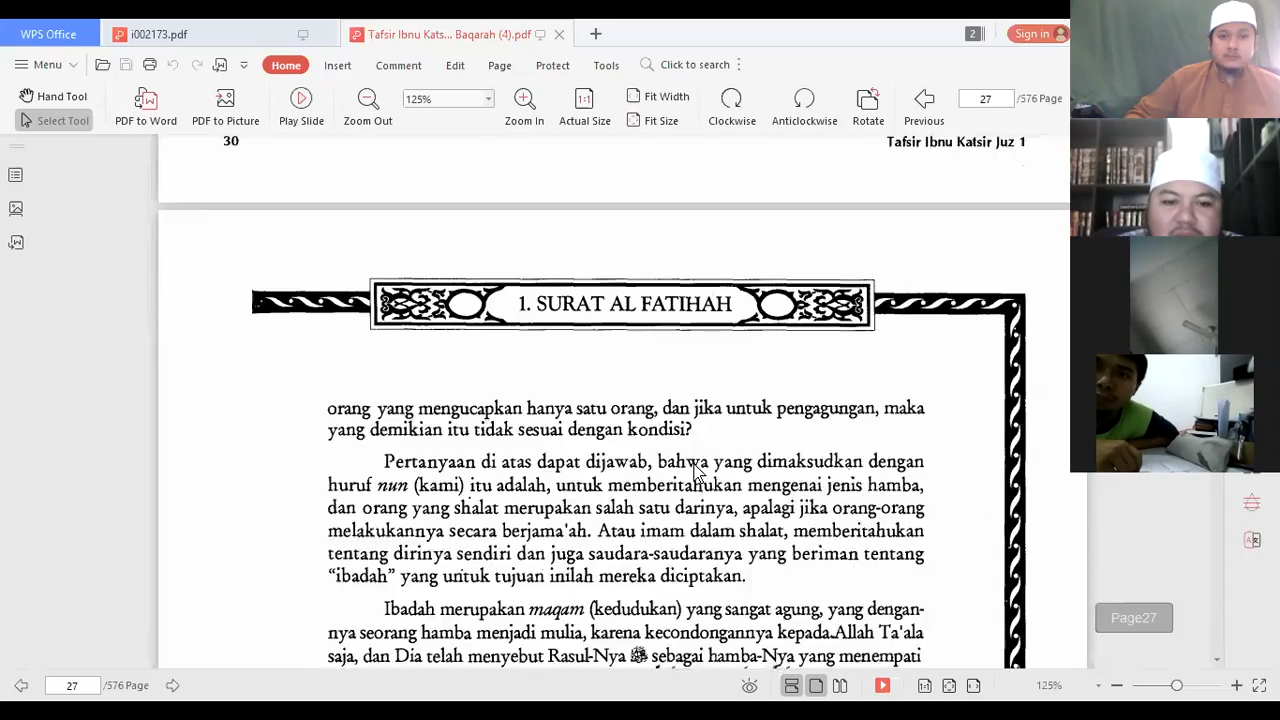 WPS Office
i002173.pdf
Tafsir Ibnu Kats... Baqarah (4).pdf
2
Sign in
Menu
Home
Insert
Comment
Edit
Page
Protect
Tools
Click to search
Hand Tool
Select Tool
PDF to Word
PDF to Picture
Play Slide
Zoom Out
125%
Zoom In
1:1
Actual Size
Fit Width
Fit Size
Clockwise
Anticlockwise
Rotate
Previous
27
/576 Page
30
Tafsir Ibnu Katsir Juz 1
1. SURAT AL FATIHAH
orang yang mengucapkan hanya satu orang, dan jika untuk pengagungan, maka
yang demikian itu tidak sesuai dengan kondisi?
Pertanyaan di atas dapat dijawab, bahwa yang dimaksudkan dengan
huruf nun (kami) itu adalah, untuk memberitahukan mengenai jenis hamba,
dan orang yang shalat merupakan salah satu darinya, apalagi jika orang-orang
melakukannya secara berjama'ah. Atau imam dalam shalat, memberitahukan
tentang dirinya sendiri dan juga saudara-saudaranya yang beriman tentang
“ibadah” yang untuk tujuan inilah mereka diciptakan.
Ibadah merupakan maqam (kedudukan) yang sangat agung, yang dengan-
nya seorang hamba menjadi mulia, karena kecondongannya kepada Allah Ta'ala
saja, dan Dia telah menyebut Rasul-Nya ﷺ sebagai hamba-Nya yang menempati
Page27
27
/576 Page
125%